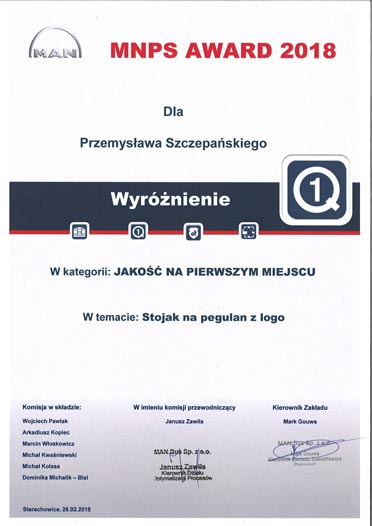 MAN
MNPS AWARD 2018
Dla
Przemysława Szczepańskiego
Wyróżnienie
1
W kategorii: JAKOŚĆ NA PIERWSZYM MIEJSCU
W temacie: Stojak na pegulan z logo
Komisja w składzie:
Wojciech Pawlak
Arkadiusz Kopiec
Marcin Włoskowicz
Michał Kwaśniewski
Michał Kolasa
Dominika Michalik – Bial
W imieniu komisji przewodniczący
Janusz Zawiła
MAN Bus Sp. z o.o.
Janusz Zawiła
Kierownik Działu
Optymalizacji Procesów
Kierownik Zakładu
Mark Gouws
MAN Bus Sp. z o.o.
Mark Gouws
Kierownik Zakładu Starachowice
Starachowice, 26.02.2018